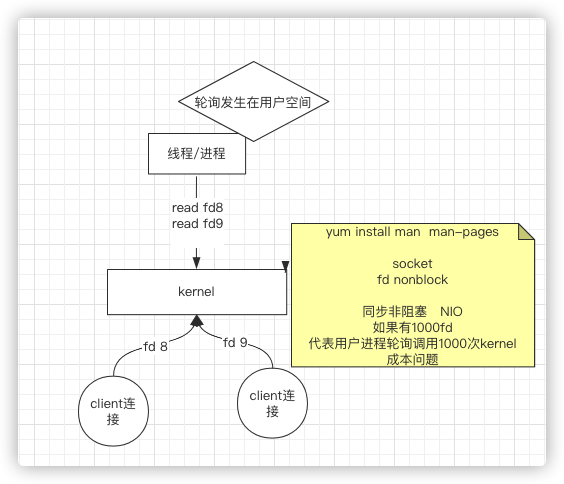 轮询发生在用户空间
线程/进程
read fd8
read fd9
yum install man  man-pages
socket
fd nonblock
同步非阻塞   NIO
如果有1000fd
代表用户进程轮询调用1000次kernel
成本问题
kernel
fd 8
fd 9
client连
接
client连
接